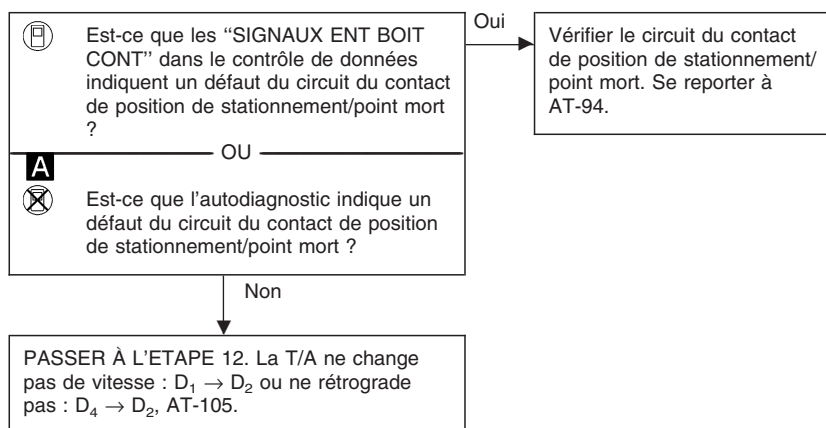 Est-ce que les “SIGNAUX ENT BOIT
CONT” dans le contrôle de données
indiquent un défaut du circuit du contact
de position de stationnement/point mort
?
OU
A
Est-ce que l'autodiagnostic indique un
défaut du circuit du contact de position
de stationnement/point mort ?
Oui
Vérifier le circuit du contact
de position de stationnement/
point mort. Se reporter à
AT-94.
Non
PASSER À L'ETAPE 12. La T/A ne change
pas de vitesse : D₁ → D₂ ou ne rétrograde
pas : D₄ → D₂, AT-105.